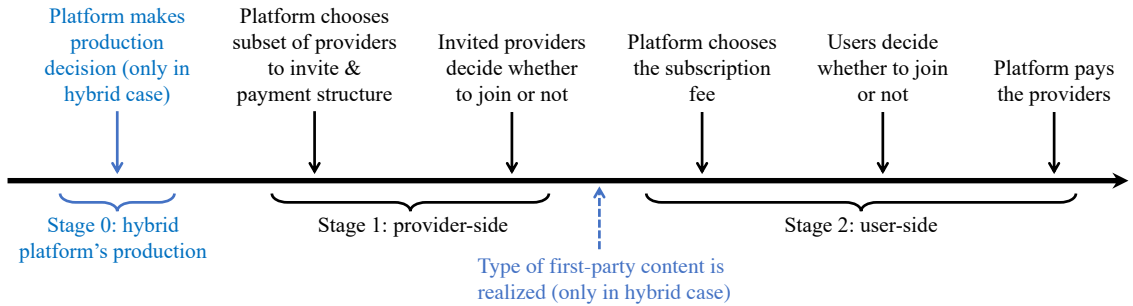 Platform makes
production
decision (only in
hybrid case)
Platform chooses
subset of providers
to invite &
payment structure
Invited providers
decide whether
to join or not
Platform chooses
the subscription
fee
Users decide
whether to join
or not
Platform pays
the providers
Stage 0: hybrid
platform's production
Stage 1: provider-side
Stage 2: user-side
Type of first-party content is
realized (only in hybrid case)